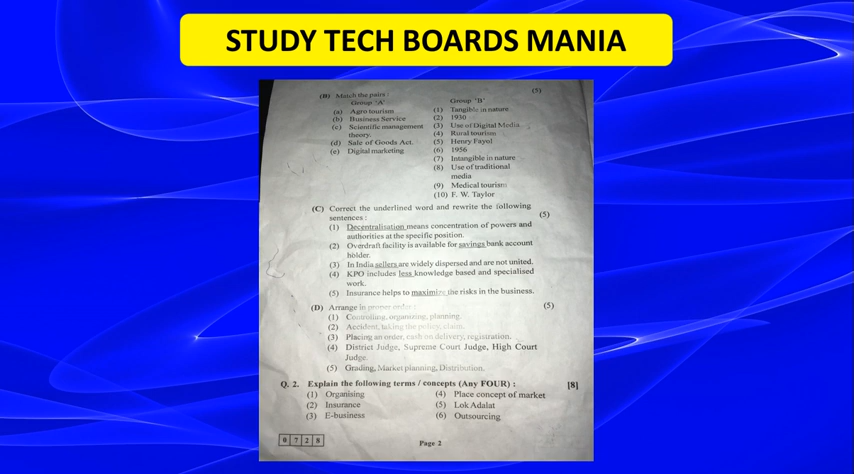 STUDY TECH BOARDS MANIA
(5)
(B) Match the pairs :
Group 'A' Group 'B'
(a) Agro tourism (1) Tangible in nature
(b) Business Service (2) 1930
(c) Scientific management theory. (3) Use of Digital Media
(4) Rural tourism
(d) Sale of Goods Act. (5) Henry Fayol
(e) Digital marketing (6) 1956
(7) Intangible in nature
(8) Use of traditional
media
(9) Medical tourism
(10) F. W. Taylor
(C) Correct the underlined word and rewrite the following
sentences : (5)
(1) Decentralisation means concentration of powers and
authorities at the specific position.
(2) Overdraft facility is available for savings bank account
holder.
(3) In India sellers are widely dispersed and are not united.
(4) KPO includes less knowledge based and specialised
work.
(5) Insurance helps to maximize the risks in the business.
(D) Arrange in proper order : (5)
(1) Controlling, organizing, planning.
(2) Accident, taking the policy, claim.
(3) Placing an order, cash on delivery, registration.
(4) District Judge, Supreme Court Judge, High Court
Judge.
(5) Grading, Market planning, Distribution.
Q. 2. Explain the following terms / concepts (Any FOUR) : [8]
(1) Organising (4) Place concept of market
(2) Insurance (5) Lok Adalat
(3) E-business (6) Outsourcing
0 7 2 8
Page 2